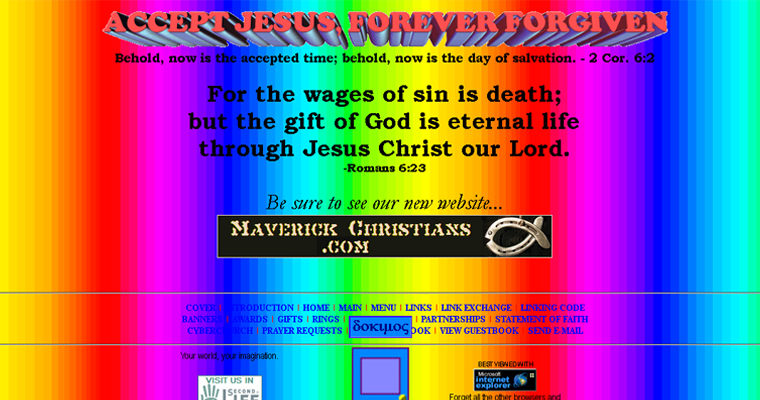 ACCEPT JESUS, FOREVER FORGIVEN
Behold, now is the accepted time; behold, now is the day of salvation. - 2 Cor. 6:2
For the wages of sin is death;
but the gift of God is eternal life
through Jesus Christ our Lord.
-Romans 6:23
Be sure to see our new website...
MAVERICK CHRISTIANS
.COM
COVER | INTRODUCTION | HOME | MAIN | MENU | LINKS | LINK EXCHANGE | LINKING CODE
BANNERS | AWARDS | GIFTS | RINGS | | PARTNERSHIPS | STATEMENT OF FAITH
PRAYER REQUESTS | δοκιμος | VIEW GUESTBOOK | SEND E-MAIL
Your world, your imagination.
VISIT US IN
SECOND
LIFE
BEST VIEWED WITH
Microsoft
internet
explorer
Forget all the other browsers and